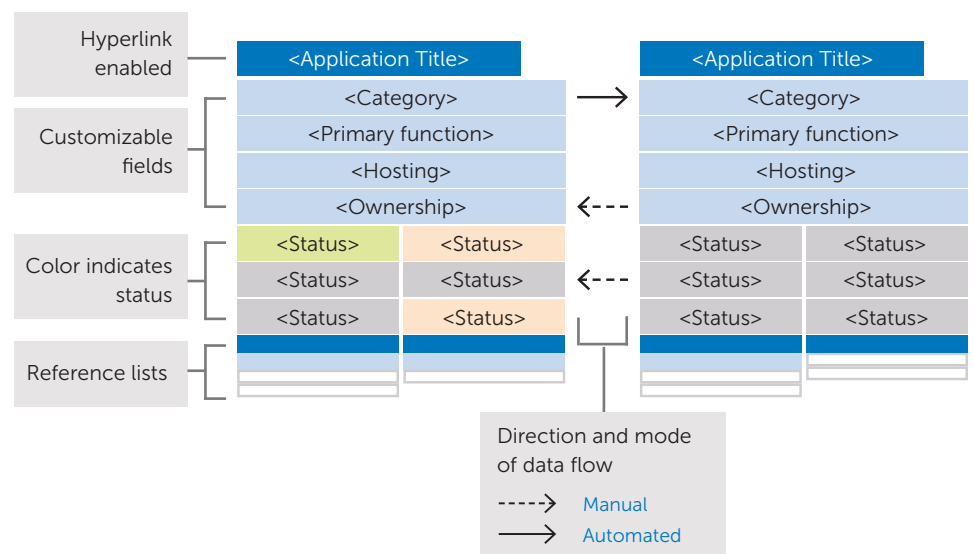 Hyperlink
enabled
<Application Title>
<Application Title>
Customizable
fields
<Category>
<Category>
<Primary function>
<Primary function>
<Hosting>
<Hosting>
<Ownership>
<Ownership>
Color indicates
status
<Status> <Status>
<Status> <Status>
<Status> <Status>
<Status> <Status>
<Status> <Status>
<Status> <Status>
Reference lists
Direction and mode
of data flow
Manual
Automated